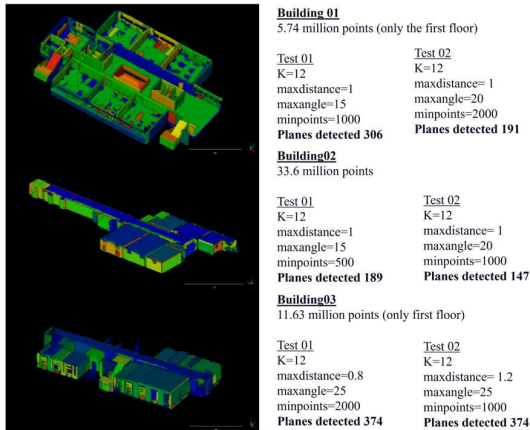 Building 01
5.74 million points (only the first floor)
Test 01
K=12
maxdistance=1
maxangle=15
minpoints=1000
Planes detected 306
Test 02
K=12
maxdistance= 1
maxangle=20
minpoints=2000
Planes detected 191
Building02
33.6 million points
Test 01
K=12
maxdistance=1
maxangle=15
minpoints=500
Planes detected 189
Test 02
K=12
maxdistance= 1
maxangle=20
minpoints=1000
Planes detected 147
Building03
11.63 million points (only first floor)
Test 01
K=12
maxdistance=0.8
maxangle=25
minpoints=2000
Planes detected 374
Test 02
K=12
maxdistance= 1.2
maxangle=25
minpoints=1000
Planes detected 374